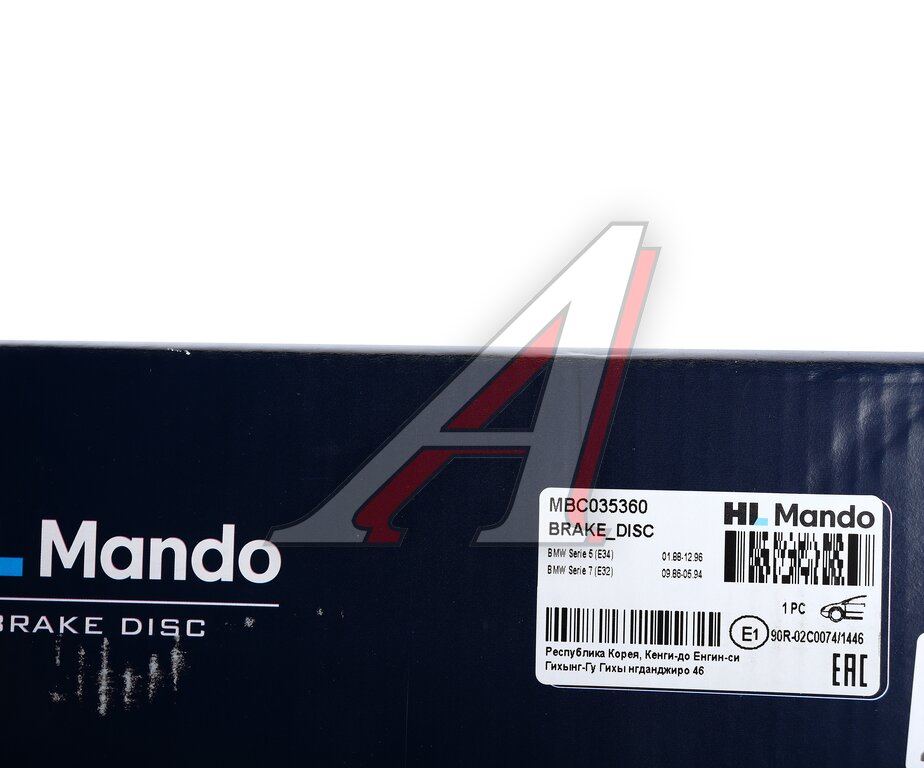 Mando
BRAKE DISC
MBC035360
BRAKE_DISC
HL Mando
BMW Serie 5 (E34) 01.88-12.96
BMW Serie 7 (E32) 09.86-05.94
1 PC
E1 90R-02C0074/1446
Республика Корея, Кенги-до Енгин-си
Гихынг-Гу Гихы нгданджиро 46
EAC